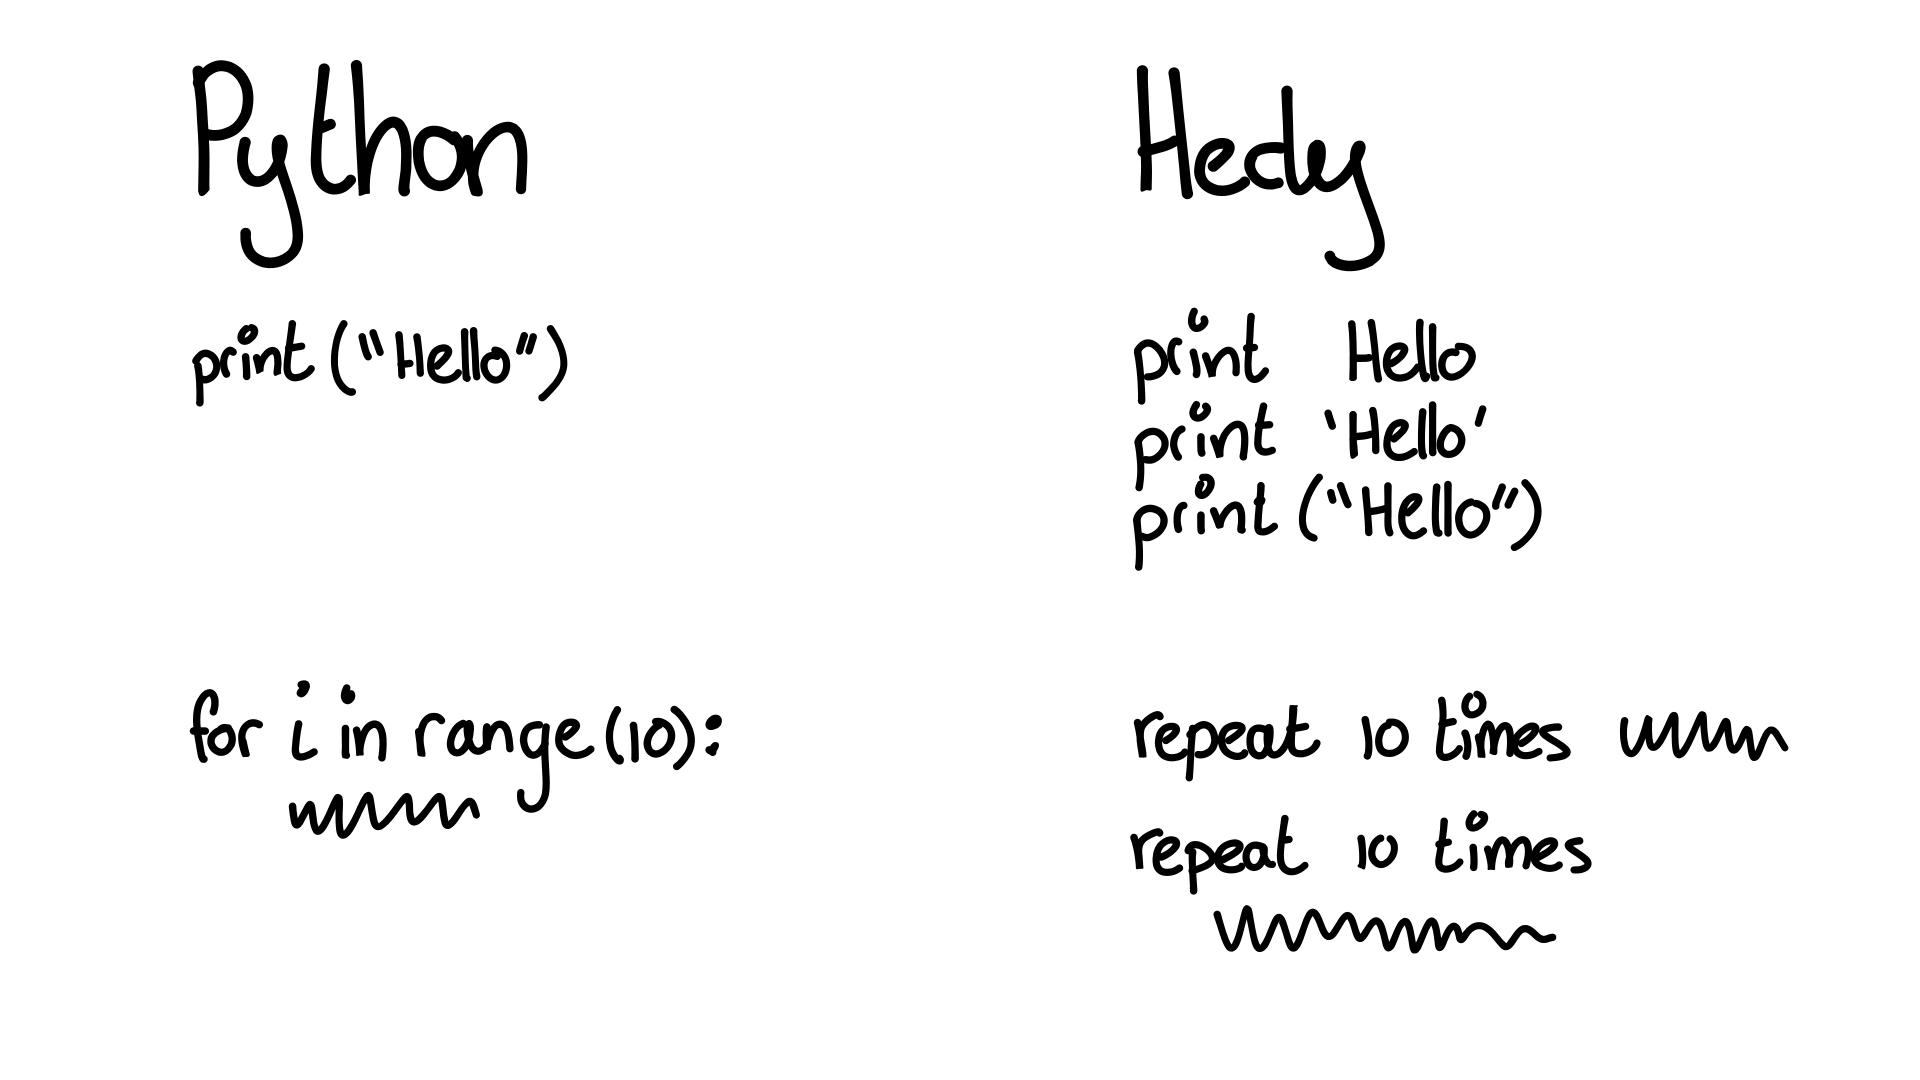 Python
print ("Hello")
for i in range (10):
Hedy
print Hello
print 'Hello'
print ("Hello")
repeat 10 times
repeat 10 times